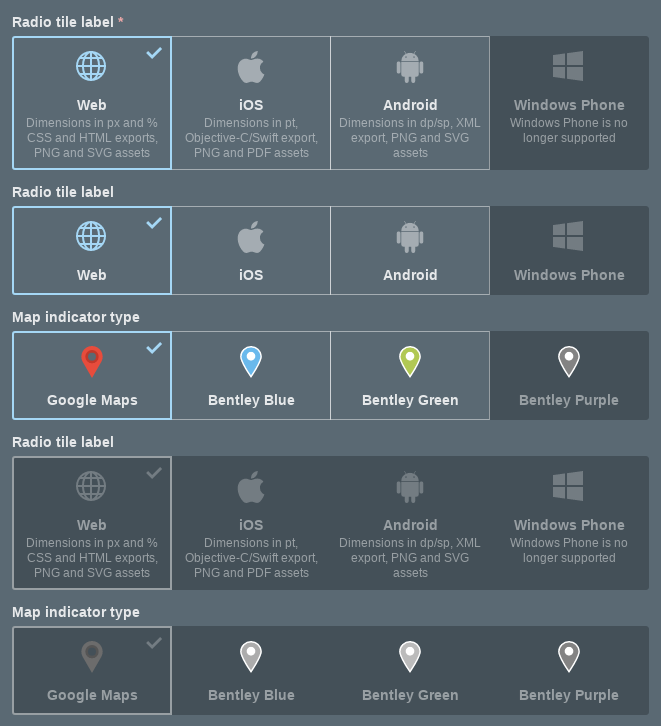 Radio tile label *
Web
Dimensions in px and %
CSS and HTML exports,
PNG and SVG assets
iOS
Dimensions in pt,
Objective-C/Swift export,
PNG and PDF assets
Android
Dimensions in dp/sp, XML
export, PNG and SVG
assets
Windows Phone
Windows Phone is no
longer supported
Radio tile label
Web
iOS
Android
Windows Phone
Map indicator type
Google Maps
Bentley Blue
Bentley Green
Bentley Purple
Radio tile label
Web
Dimensions in px and %
CSS and HTML exports,
PNG and SVG assets
iOS
Dimensions in pt,
Objective-C/Swift export,
PNG and PDF assets
Android
Dimensions in dp/sp, XML
export, PNG and SVG
assets
Windows Phone
Windows Phone is no
longer supported
Map indicator type
Google Maps
Bentley Blue
Bentley Green
Bentley Purple